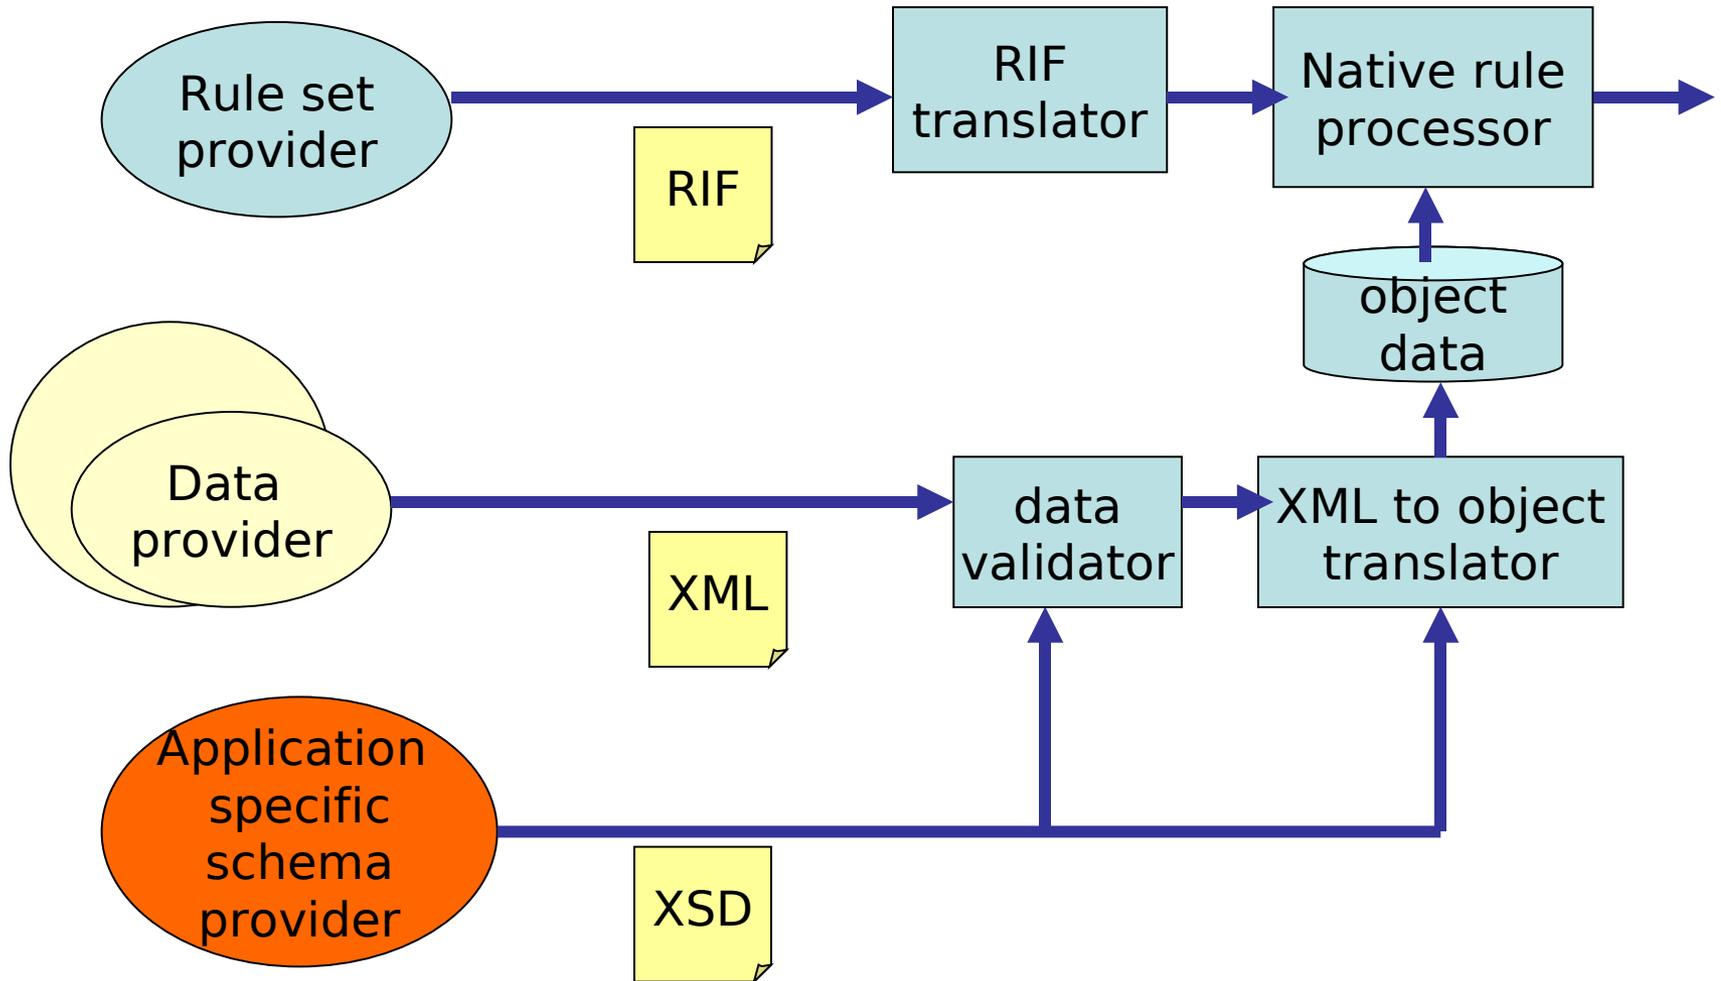 Rule set
provider
RIF
RIF
translator
Native rule
processor
object
data
Data
provider
XML
data
validator
XML to object
translator
Application
specific
schema
provider
XSD